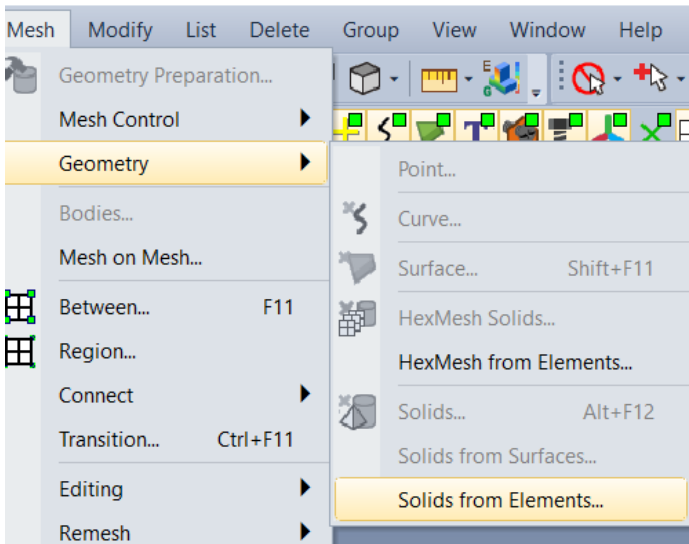 Mesh Modify List Delete Group View Window Help
Geometry Preparation...
Mesh Control
Geometry
Bodies...
Mesh on Mesh...
Between... F11
Region...
Connect
Transition... Ctrl+F11
Editing
Remesh
Point...
Curve...
Surface... Shift+F11
HexMesh Solids...
HexMesh from Elements...
Solids... Alt+F12
Solids from Surfaces...
Solids from Elements...